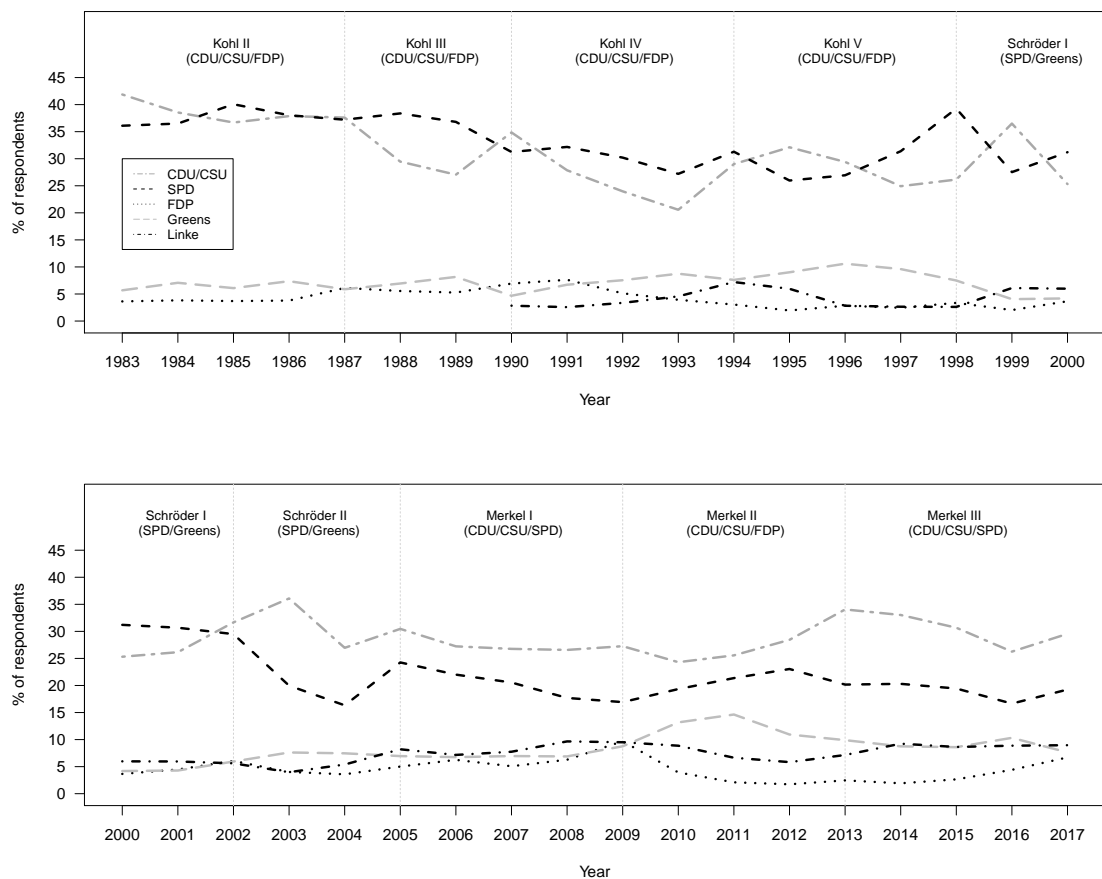 Kohl II Kohl III Kohl IV Kohl V Schröder I
(CDU/CSU/FDP) (CDU/CSU/FDP) (CDU/CSU/FDP) (CDU/CSU/FDP) (SPD/Greens)
% of respondents
45
40
35
30
25
20
15
10
5
0
CDU/CSU
SPD
FDP
Greens
Linke
1983 1984 1985 1986 1987 1988 1989 1990 1991 1992 1993 1994 1995 1996 1997 1998 1999 2000
Year
Schröder I Schröder II Merkel I Merkel II Merkel III
(SPD/Greens) (SPD/Greens) (CDU/CSU/SPD) (CDU/CSU/FDP) (CDU/CSU/SPD)
% of respondents
45
40
35
30
25
20
15
10
5
0
2000 2001 2002 2003 2004 2005 2006 2007 2008 2009 2010 2011 2012 2013 2014 2015 2016 2017
Year